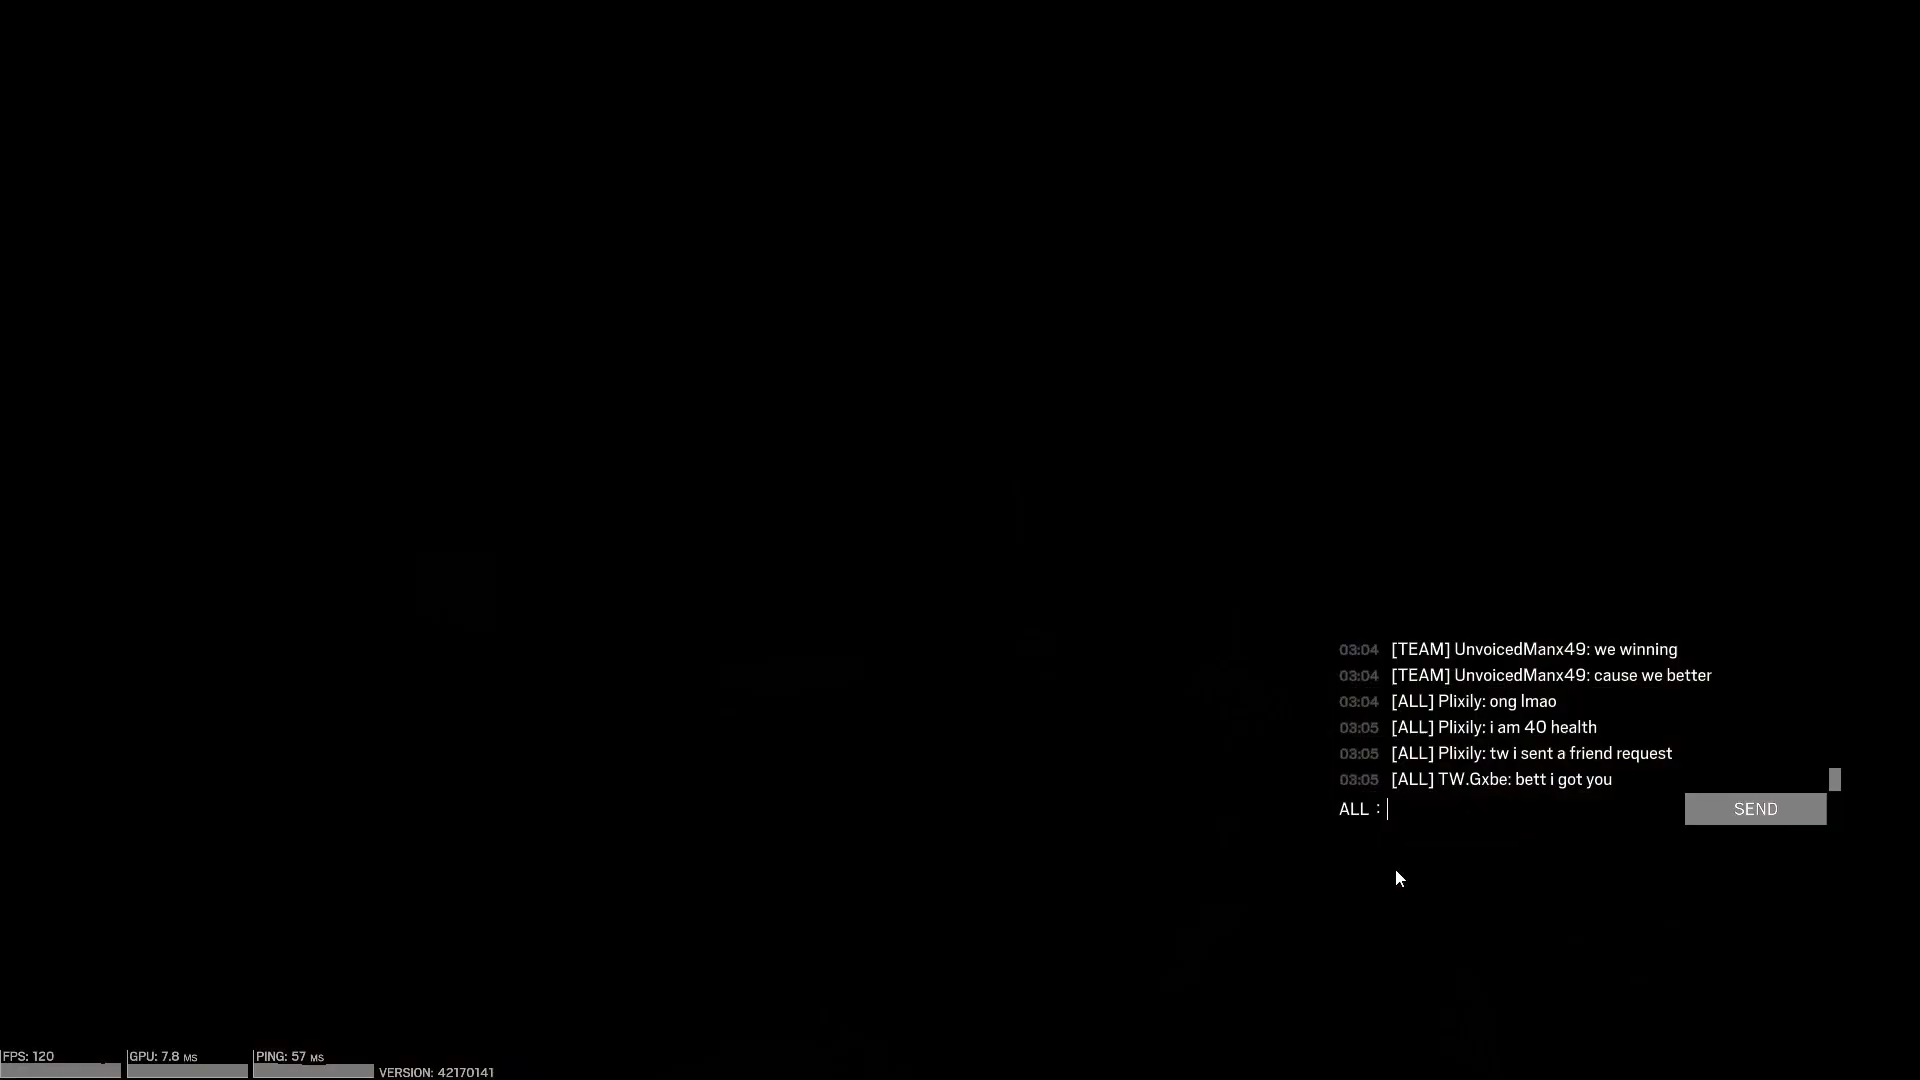 03:04 [TEAM] UnvoicedManx49: we winning
03:04 [TEAM] UnvoicedManx49: cause we better
03:04 [ALL] Plixily: ong lmao
03:05 [ALL] Plixily: i am 40 health
03:05 [ALL] Plixily: tw i sent a friend request
03:05 [ALL] TW.Gxbe: bett i got you
ALL : SEND
FPS: 120 GPU: 7.8 MS PING: 57 MS VERSION: 42170141